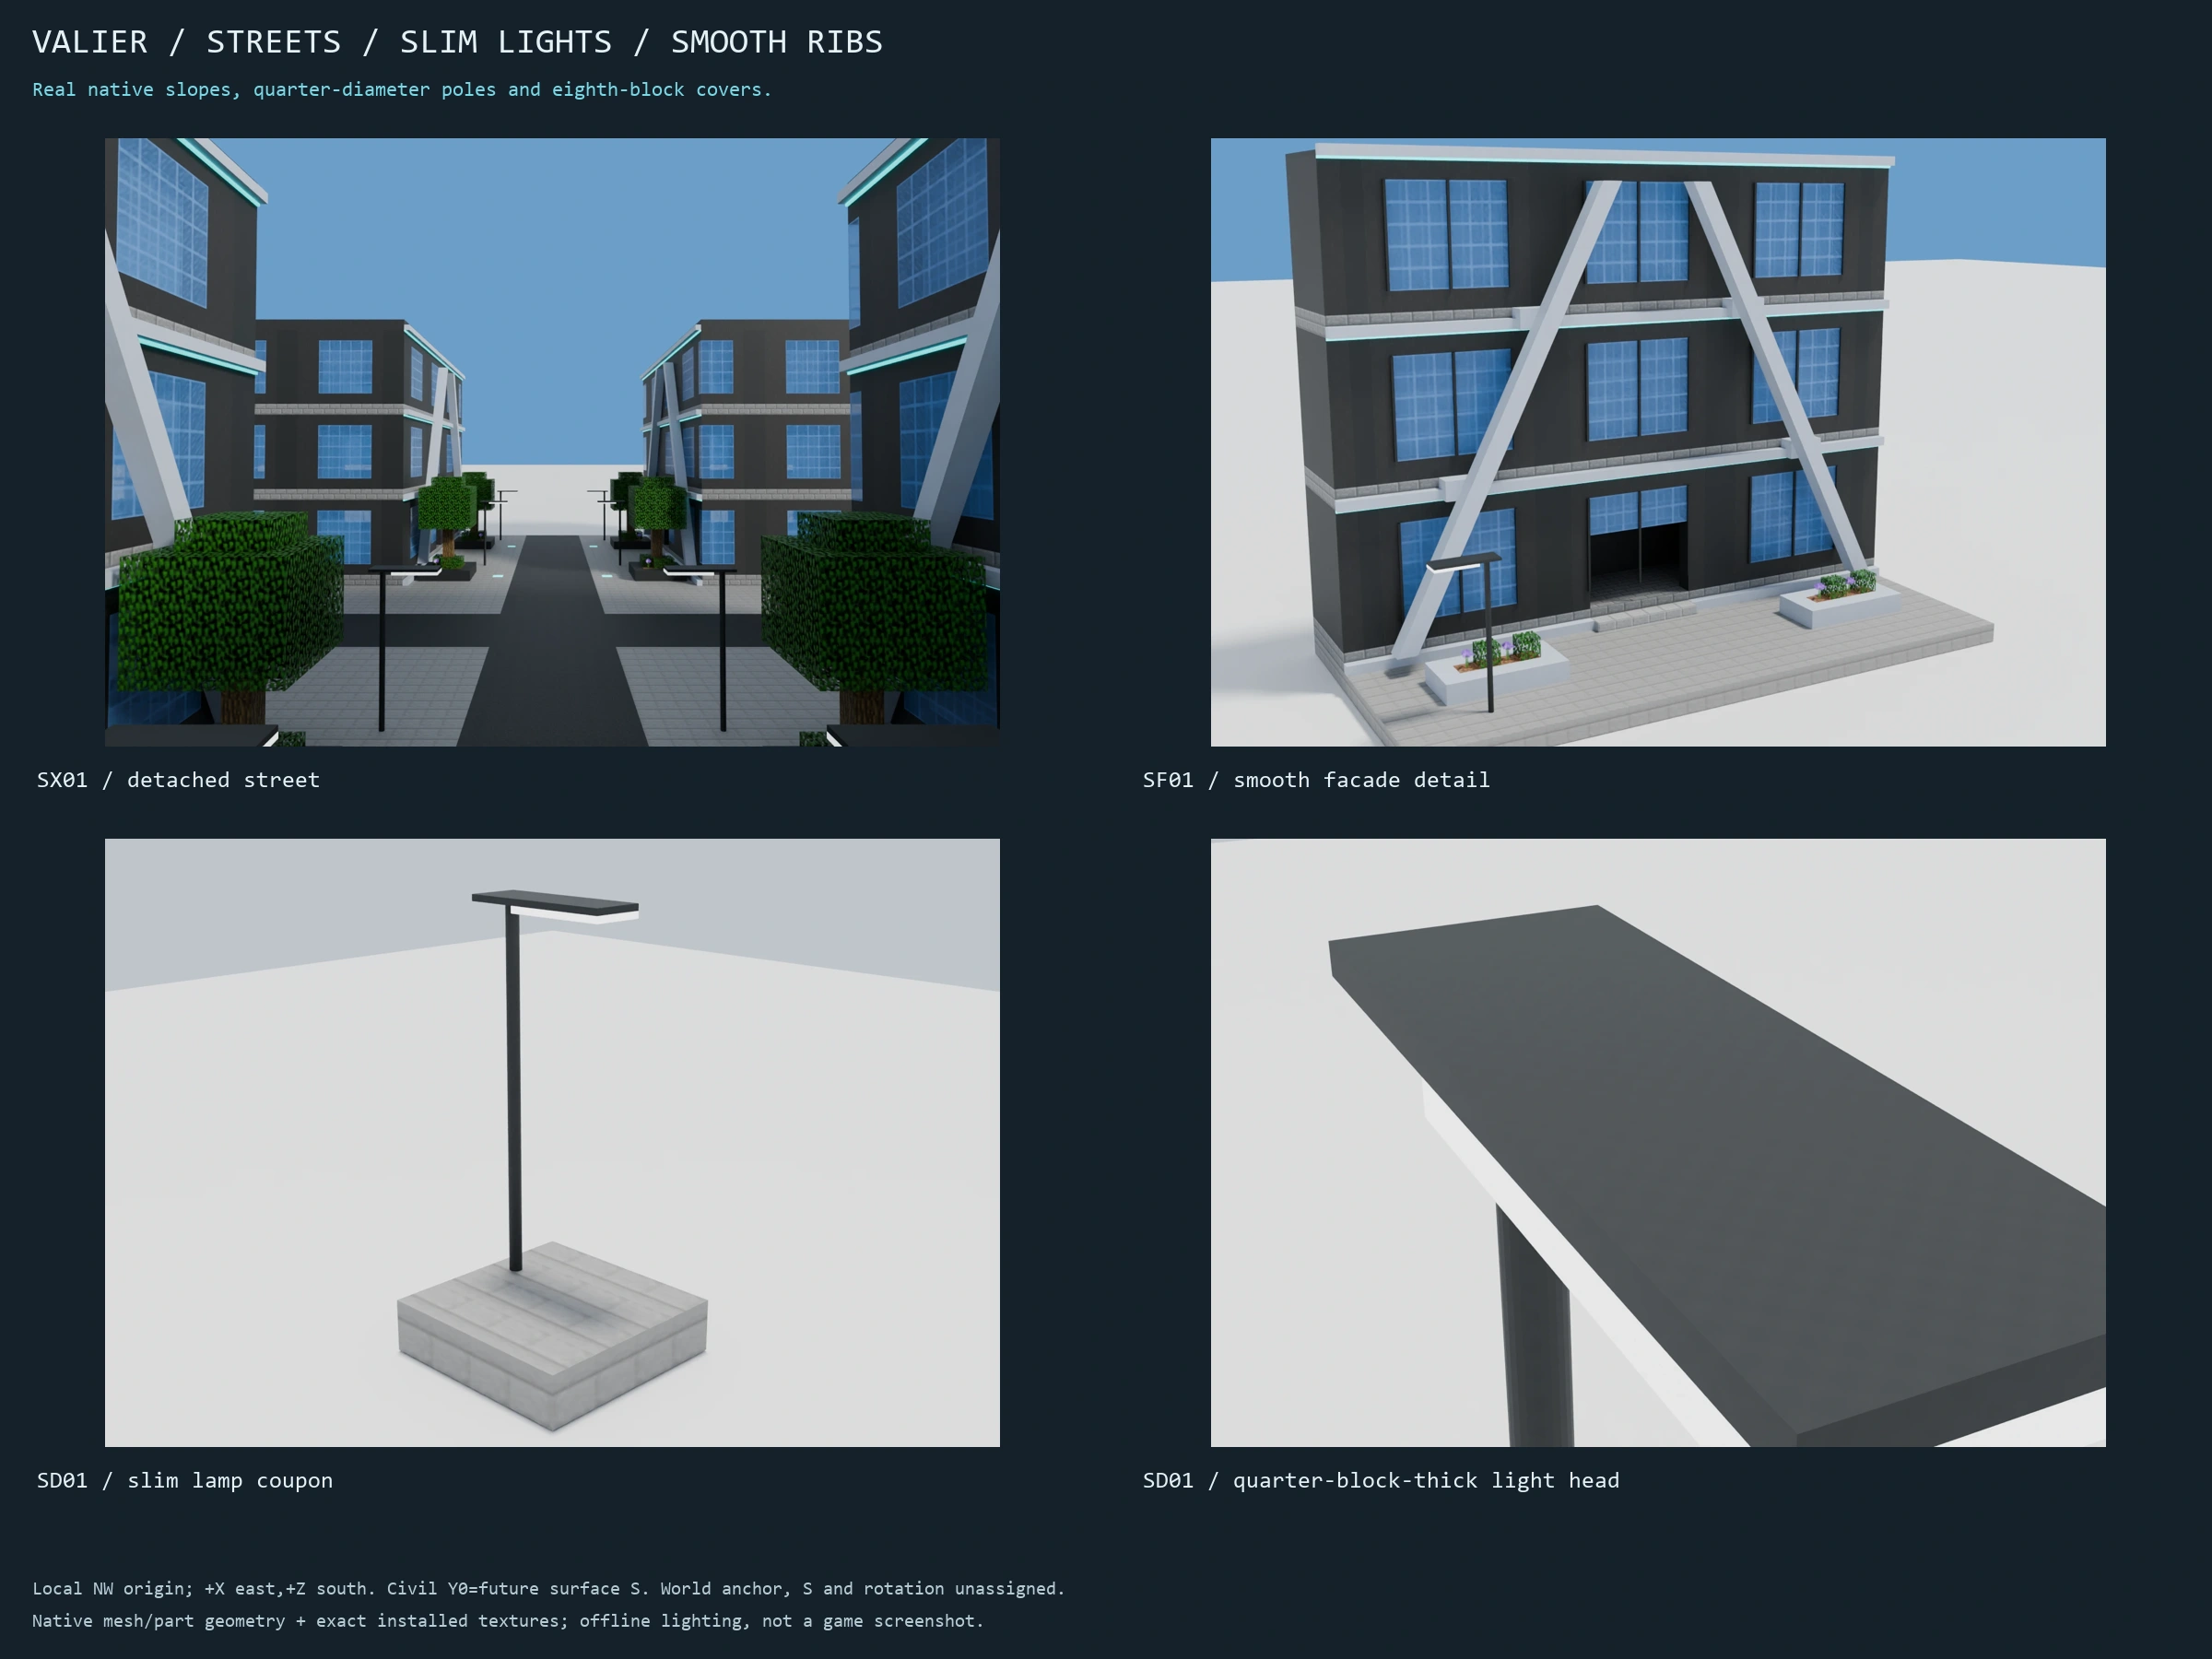 VALIER / STREETS / SLIM LIGHTS / SMOOTH RIBS
Real native slopes, quarter-diameter poles and eighth-block covers.
SX01 / detached street
SF01 / smooth facade detail
SD01 / slim lamp coupon
SD01 / quarter-block-thick light head
Local NW origin; +X east,+Z south. Civil Y0=future surface S. World anchor, S and rotation unassigned.
Native mesh/part geometry + exact installed textures; offline lighting, not a game screenshot.